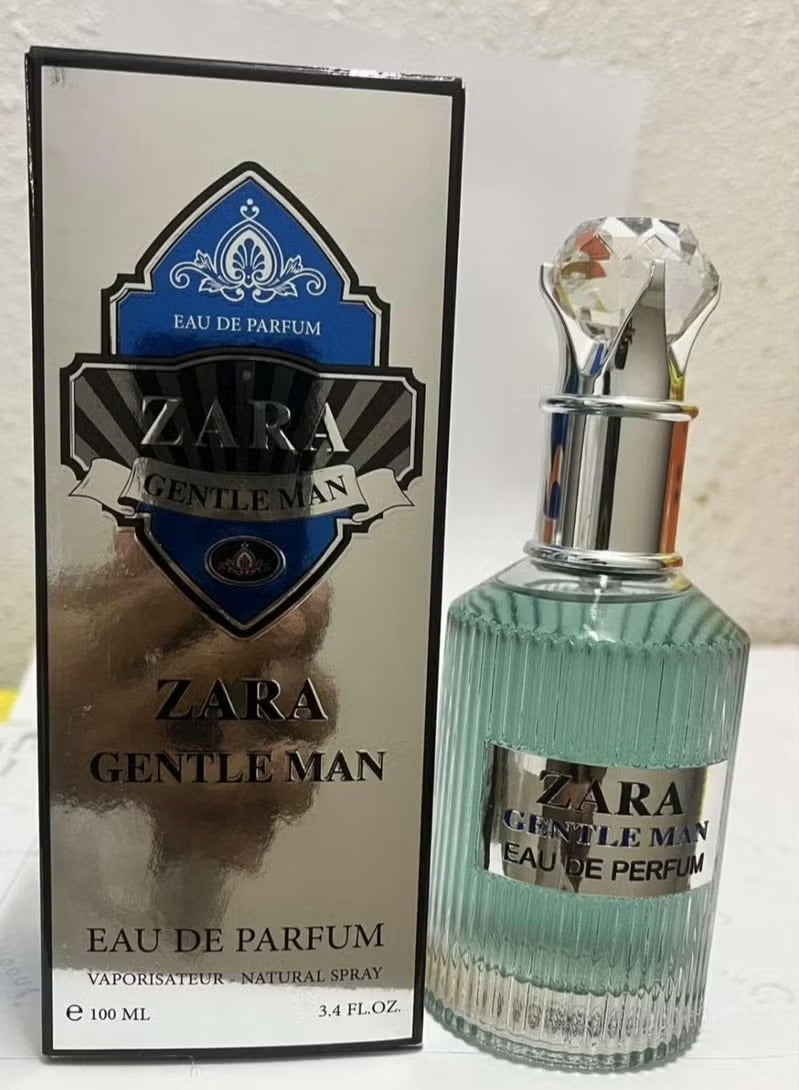 EAU DE PARFUM
ZARA
GENTLE MAN
ZARA
GENTLE MAN
EAU DE PARFUM
VAPORISATEUR - NATURAL SPRAY
e 100 ML 3.4 FL.OZ.
ZARA
GENTLE MAN
EAU DE PERFUM